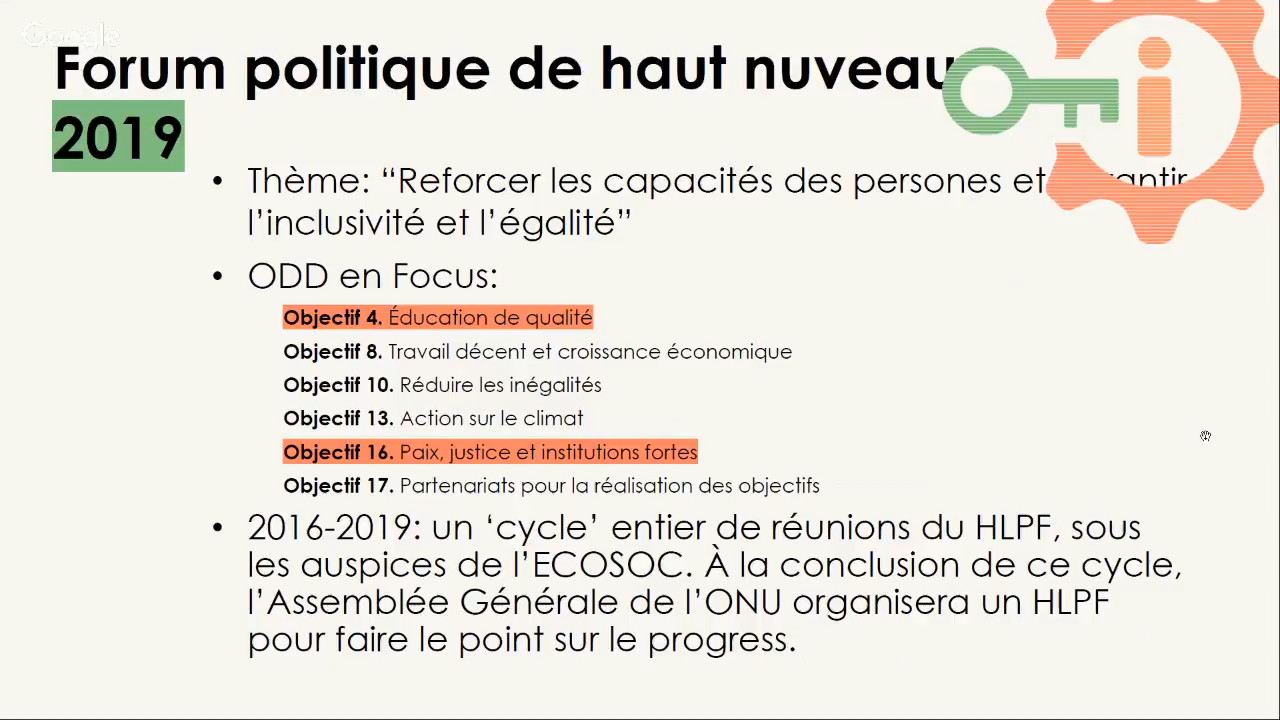 Google
Forum politique de haut nuveau
2019
• Thème: “Reforcer les capacités des persones et
l’inclusivité et l’égalité”
• ODD en Focus:
Objectif 4. Éducation de qualité
Objectif 8. Travail décent et croissance économique
Objectif 10. Réduire les inégalités
Objectif 13. Action sur le climat
Objectif 16. Paix, justice et institutions fortes
Objectif 17. Partenariats pour la réalisation des objectifs
• 2016-2019: un ‘cycle’ entier de réunions du HLPF, sous
les auspices de l’ECOSOC. À la conclusion de ce cycle,
l’Assemblée Générale de l’ONU organisera un HLPF
pour faire le point sur le progress.